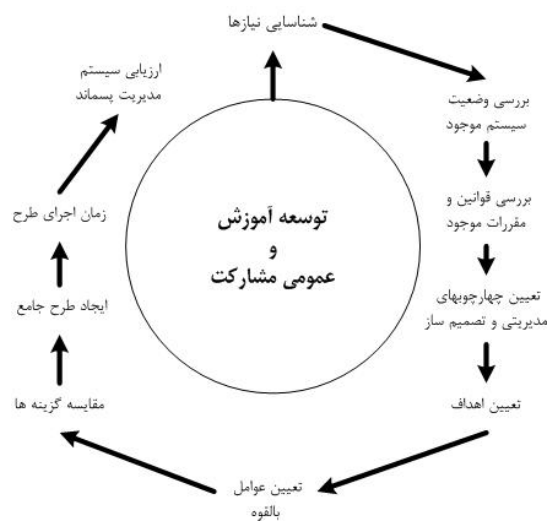 شناسایی نیازها
بررسی وضعیت
سیستم موجود
بررسی قوانین و
مقررات موجود
تعیین چهارچوبهای
مدیریتی و تصمیم ساز
تعیین اهداف
تعیین عوامل
بالقوه
مقایسه گزینه ها
ایجاد طرح جامع
زمان اجرای طرح
ارزیابی سیستم
مدیریت پسماند
توسعه آموزش
و
عمومی مشارکت